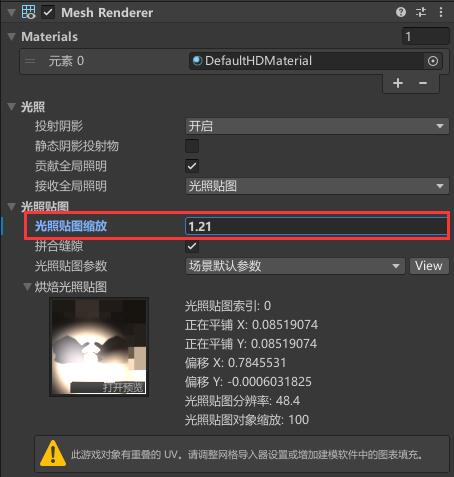 Mesh Renderer
Materials 1
元素 0 DefaultHDMaterial
光照
投射阴影 开启
静态阴影投射物
贡献全局照明
接收全局照明 光照贴图
光照贴图
光照贴图缩放 1.21
拼合缝隙
光照贴图参数 场景默认参数 View
烘焙光照贴图
打开预览
光照贴图索引: 0
正在平铺 X: 0.08519074
正在平铺 Y: 0.08519074
偏移 X: 0.7845531
偏移 Y: -0.0006031825
光照贴图分辨率: 48.4
光照贴图对象缩放: 100
此游戏对象有重叠的 UV。请调整网格导入器设置或增加建模软件中的图表填充。